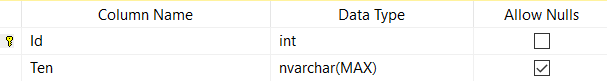 Column Name Data Type Allow Nulls
Id int
Ten nvarchar(MAX)